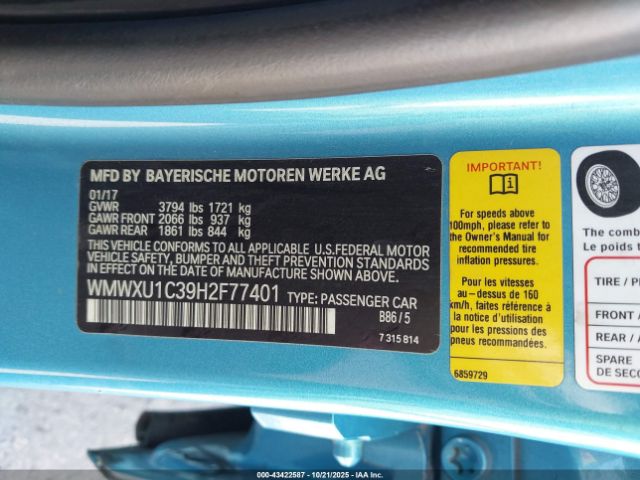 MFD BY BAYERISCHE MOTOREN WERKE AG
01/17
GVWR 3794 lbs 1721 kg
GAWR FRONT 2066 lbs 937 kg
GAWR REAR 1861 lbs 844 kg
THIS VEHICLE CONFORMS TO ALL APPLICABLE U.S.FEDERAL MOTOR
VEHICLE SAFETY, BUMPER AND THEFT PREVENTION STANDARDS
IN EFFECT ON THE DATE OF MANUFACTURE SHOWN ABOVE.
WMWXU1C39H2F77401 TYPE: PASSENGER CAR
B86 / 5
7 315 814
IMPORTANT!
For speeds above
100mph, please refer to
the Owner's Manual for
recommended tire
inflation pressures.
Pour les vitesses
au-dessus de 160
km/h, faites référence à
la notice d'utilisation
pour les pressions des
pneus recommandées.
6859729
The comb
Le poids t
TIRE / P
FRONT /
REAR / A
SPARE
DE SECO
Copart 43422587 - 10/21/2025 - IAA Inc.